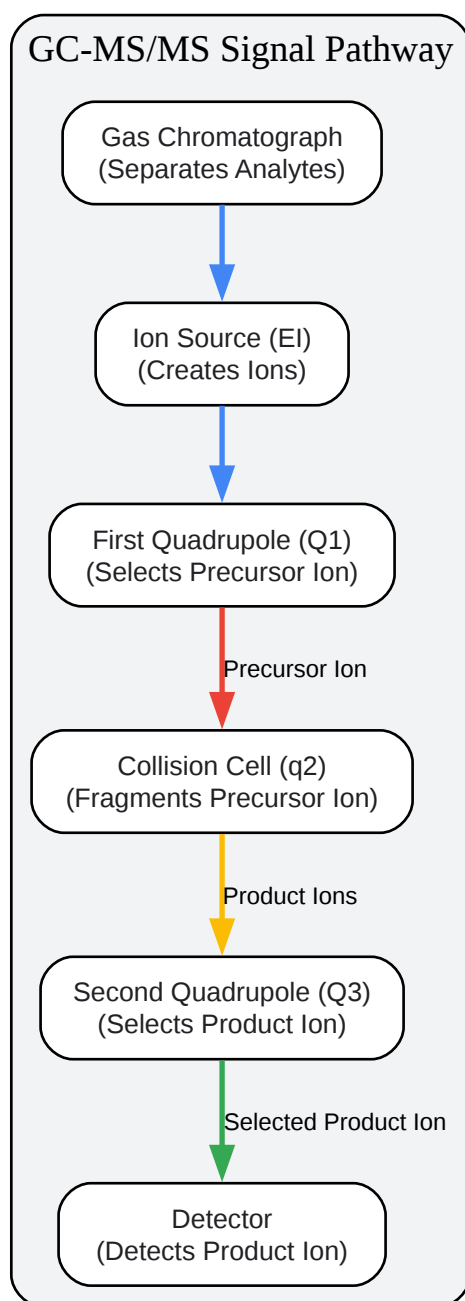 GC-MS/MS Signal Pathway
Gas Chromatograph
(Separates Analytes)
Ion Source (EI)
(Creates Ions)
First Quadrupole (Q1)
(Selects Precursor Ion)
Precursor Ion
Collision Cell (q2)
(Fragments Precursor Ion)
Product Ions
Second Quadrupole (Q3)
(Selects Product Ion)
Selected Product Ion
Detector
(Detects Product Ion)